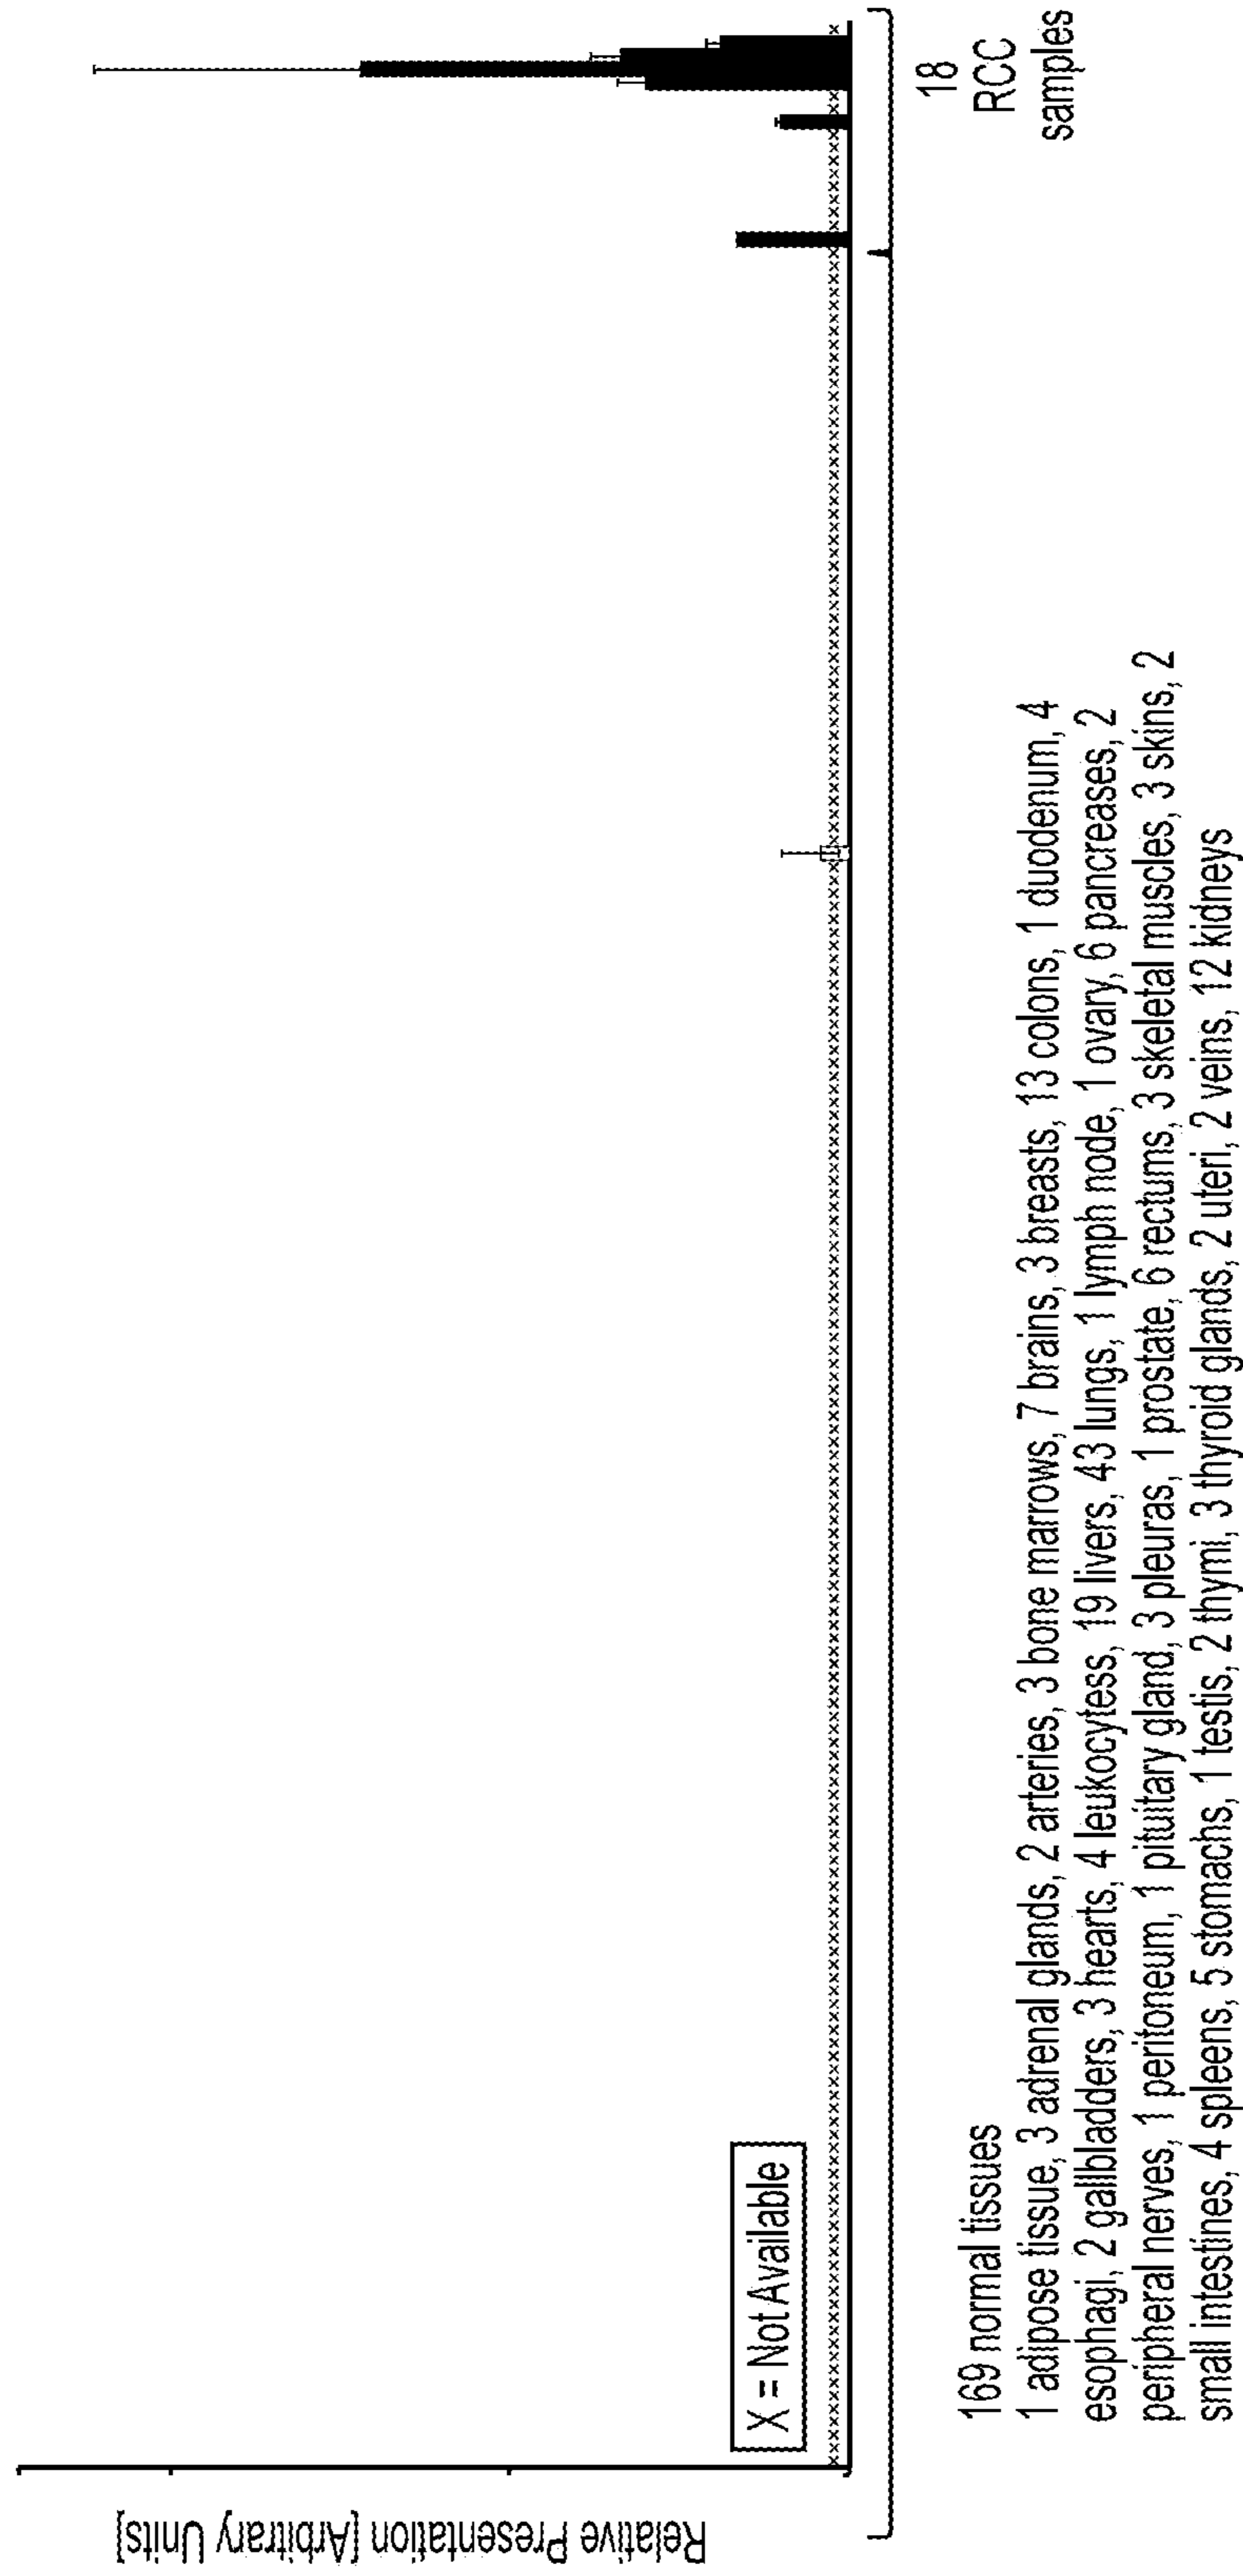 Relative Presentation [Arbitrary Units]
X = Not Available
169 normal tissues
1 adipose tissue, 3 adrenal glands, 2 arteries, 3 bone marrows, 7 brains, 3 breasts, 13 colons, 1 duodenum, 4
esophagi, 2 gallbladders, 3 hearts, 4 leukocytess, 19 livers, 43 lungs, 1 lymph node, 1 ovary, 6 pancreases, 2
peripheral nerves, 1 peritoneum, 1 pituitary gland, 3 pleuras, 1 prostate, 6 rectums, 3 skeletal muscles, 3 skins, 2
small intestines, 4 spleens, 5 stomachs, 1 testis, 2 thymi, 3 thyroid glands, 2 uteri, 2 veins, 12 kidneys
18
RCC
samples